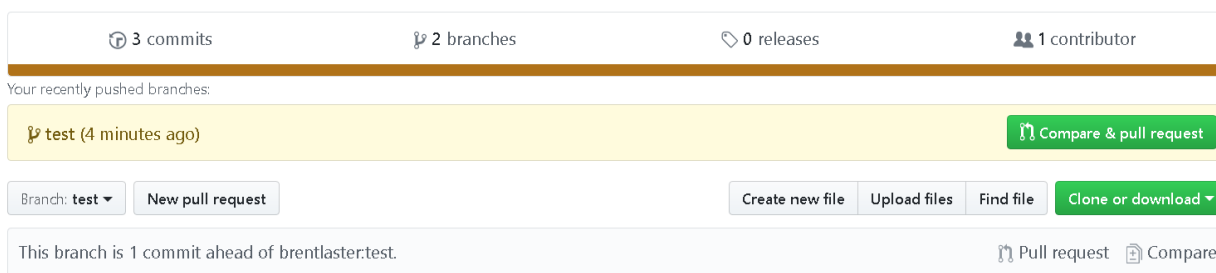 3 commits 2 branches 0 releases 1 contributor
Your recently pushed branches:
test (4 minutes ago) Compare & pull request
Branch: test New pull request Create new file Upload files Find file Clone or download
This branch is 1 commit ahead of brentlaster:test. Pull request Compare